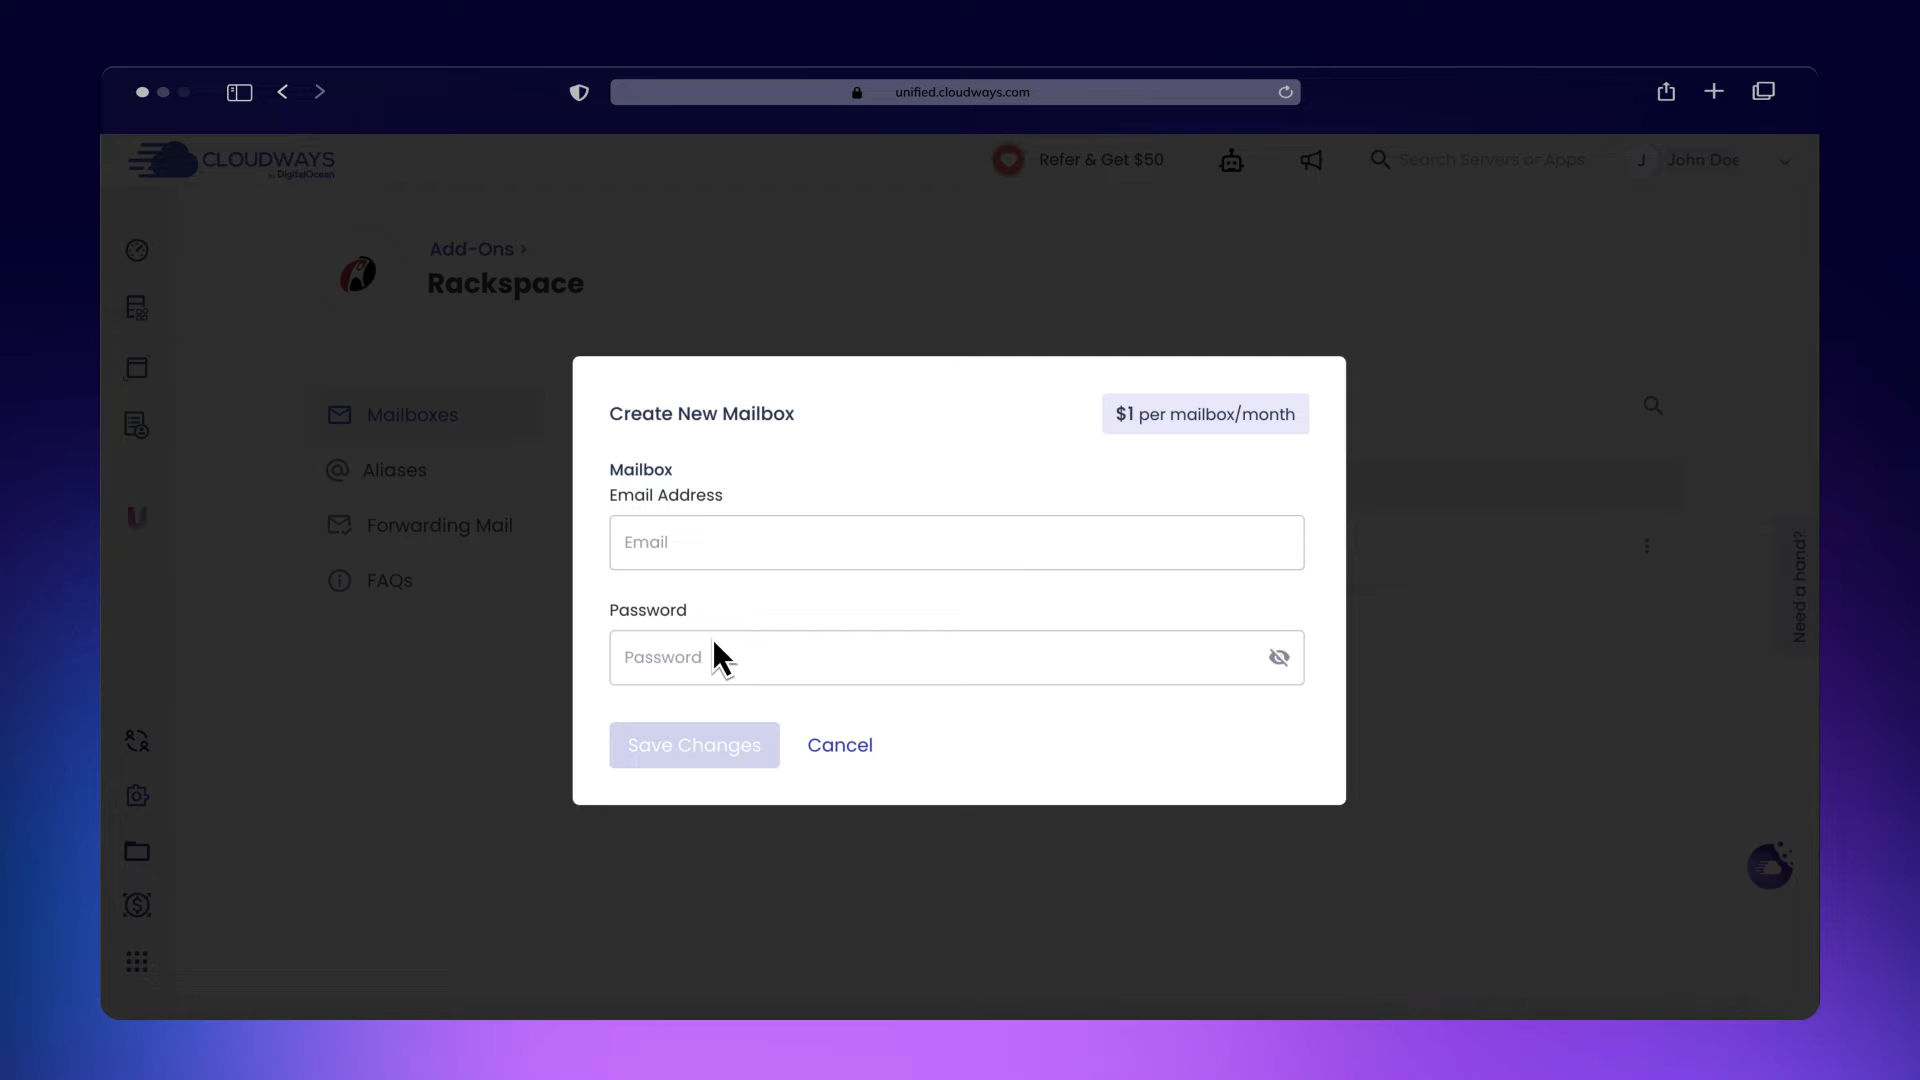 unified.cloudways.com
CLOUDWAYS
by DigitalOcean
Refer & Get $50
Search Servers or Apps
J
John Doe
Add-Ons >
Rackspace
Mailboxes
Aliases
Forwarding Mail
FAQs
Create New Mailbox
$1 per mailbox/month
Mailbox
Email Address
Email
Password
Password
Save Changes
Cancel
Need a hand?